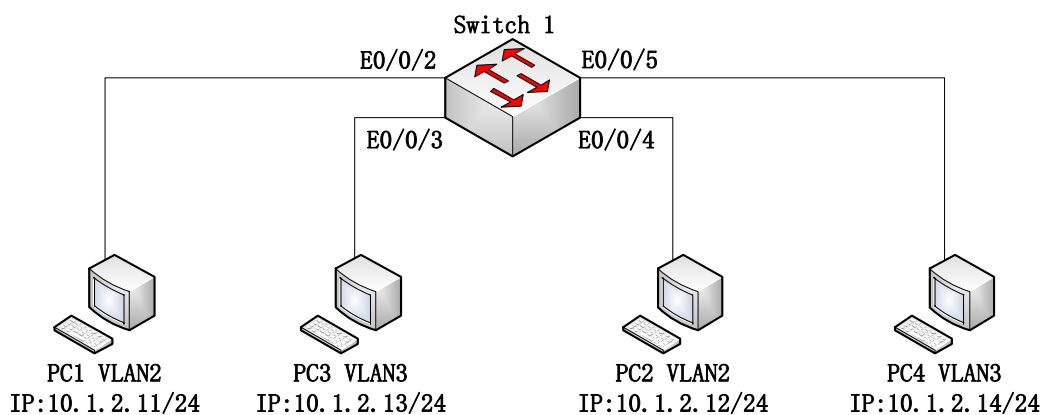 Switch 1
E0/0/2
E0/0/5
E0/0/3
E0/0/4
PC1 VLAN2
IP:10.1.2.11/24
PC3 VLAN3
IP:10.1.2.13/24
PC2 VLAN2
IP:10.1.2.12/24
PC4 VLAN3
IP:10.1.2.14/24